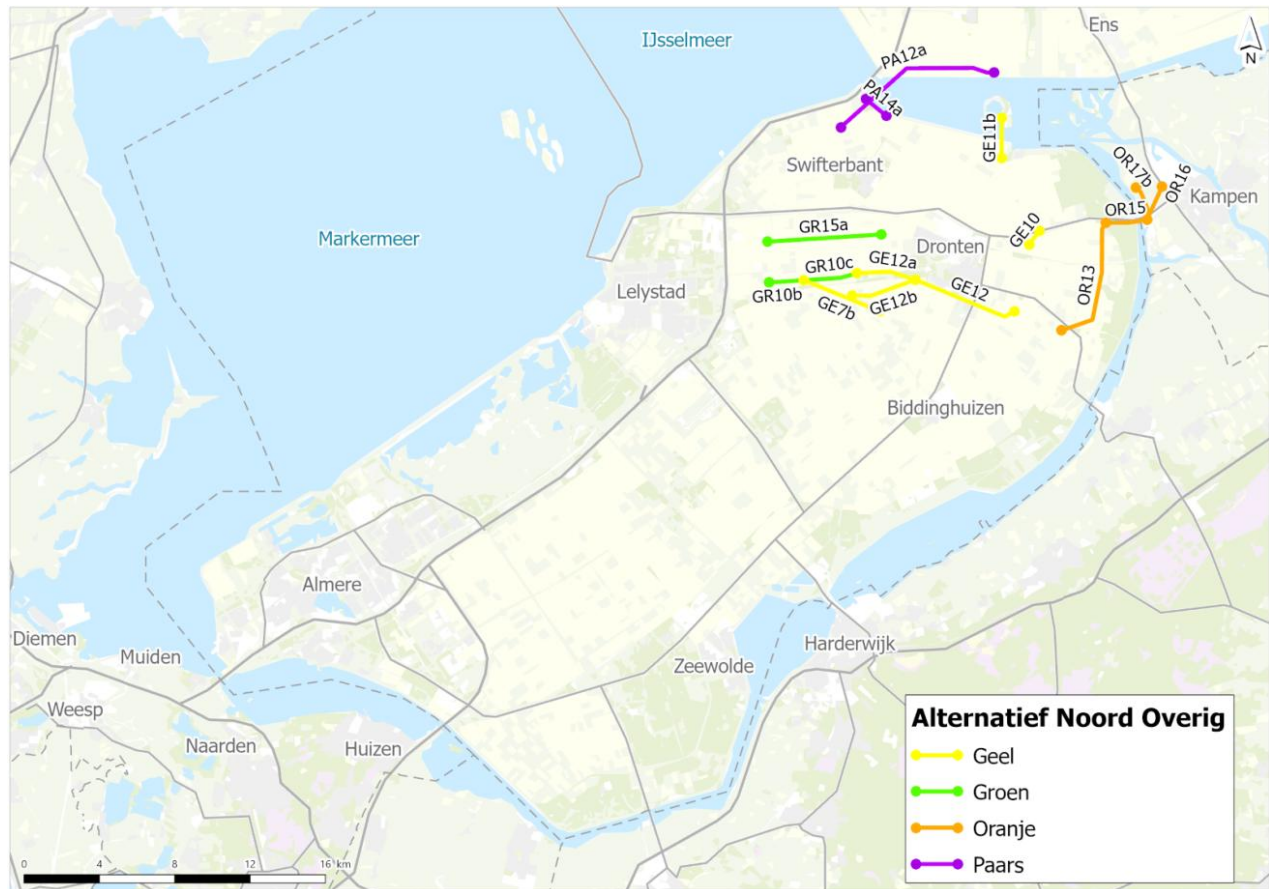 Ens
IJsselmeer
N
PA12a
PA14a
GE11b
Swifterbant
OR17b
OR16
Kampen
OR15
Markermeer
GR15a
GE10
Dronten
GR10c
GE12a
Lelystad
GR10b
GE7b
GE12b
GE12
OR13
Biddinghuizen
Almere
Diemen
Muiden
Zeewolde
Harderwijk
Weesp
Naarden
Huizen
Alternatief Noord Overig
Geel
Groen
Oranje
Paars
0 4 8 12 16 km